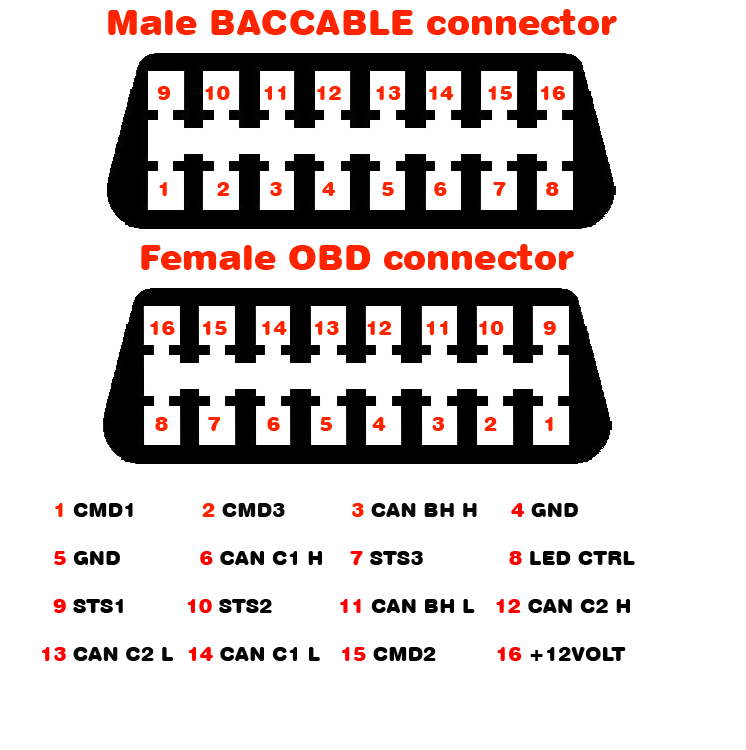 Male BACCABLE connector
9 10 11 12 13 14 15 16
1 2 3 4 5 6 7 8
Female OBD connector
16 15 14 13 12 11 10 9
8 7 6 5 4 3 2 1
1 CMD1 2 CMD3 3 CAN BH H 4 GND
5 GND 6 CAN C1 H 7 STS3 8 LED CTRL
9 STS1 10 STS2 11 CAN BH L 12 CAN C2 H
13 CAN C2 L 14 CAN C1 L 15 CMD2 16 +12VOLT